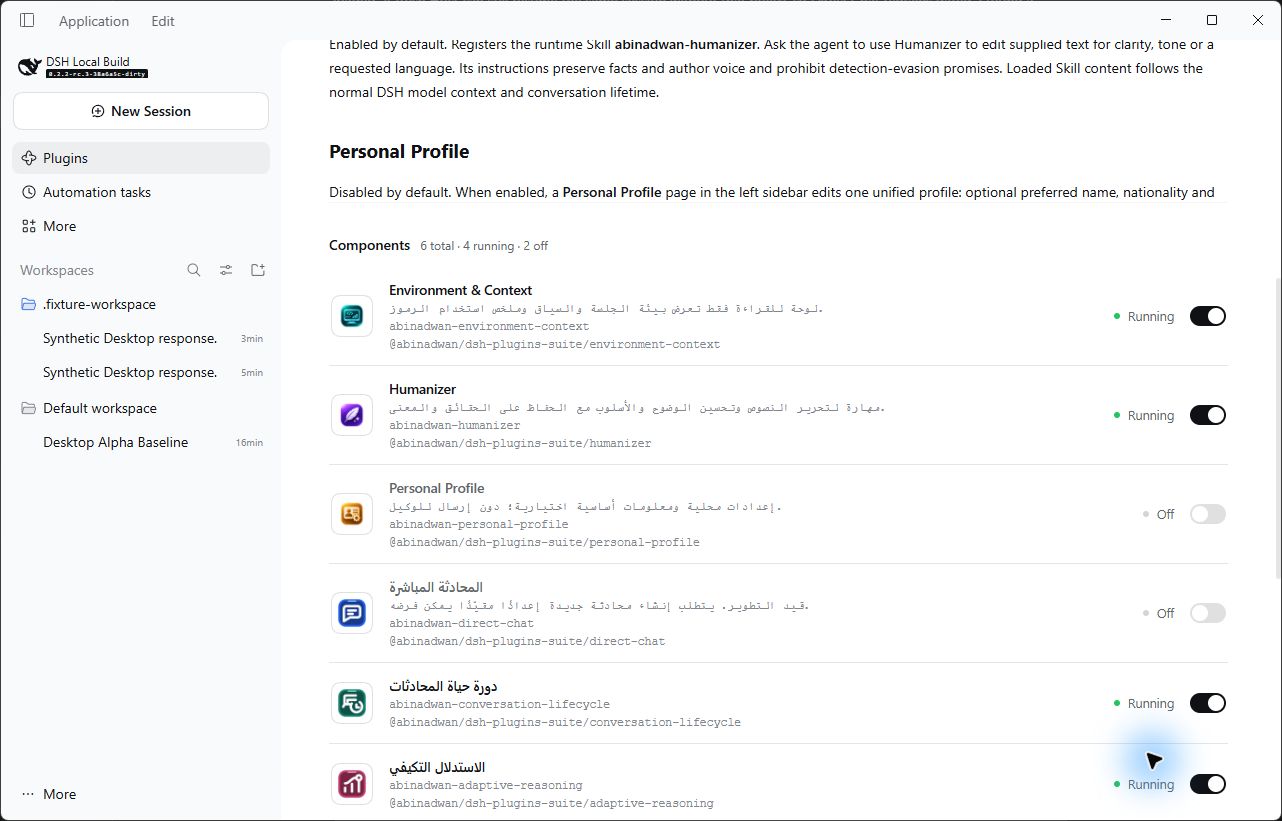 Application Edit
DSH Local Build
0.2.2-rc.3-38a6a5c-dirty
New Session
Plugins
Automation tasks
More
Workspaces
.fixture-workspace
Synthetic Desktop response. 3min
Synthetic Desktop response. 5min
Default workspace
Desktop Alpha Baseline 16min
More
Enabled by default. Registers the runtime Skill abinadwan-humanizer. Ask the agent to use Humanizer to edit supplied text for clarity, tone or a
requested language. Its instructions preserve facts and author voice and prohibit detection-evasion promises. Loaded Skill content follows the
normal DSH model context and conversation lifetime.
Personal Profile
Disabled by default. When enabled, a Personal Profile page in the left sidebar edits one unified profile: optional preferred name, nationality and
Components 6 total · 4 running · 2 off
Environment & Context
لوحة للقراءة فقط تعرض بيئة الجلسة والسياق وملخص استخدام الرموز.
abinadwan-environment-context
@abinadwan/dsh-plugins-suite/environment-context
Running
Humanizer
مهارة لتحرير النصوص وتحسين الوضوح والأسلوب مع الحفاظ على الحقائق والمعنى.
abinadwan-humanizer
@abinadwan/dsh-plugins-suite/humanizer
Running
Personal Profile
إعدادات محلية ومعلومات أساسية اختيارية؛ دون إرسال للوكيل.
abinadwan-personal-profile
@abinadwan/dsh-plugins-suite/personal-profile
Off
المحادثة المباشرة
قيد التطوير. يتطلب إنشاء محادثة جديدة إعدادًا مقيّدًا يمكن فرضه.
abinadwan-direct-chat
@abinadwan/dsh-plugins-suite/direct-chat
Off
دورة حياة المحادثات
abinadwan-conversation-lifecycle
@abinadwan/dsh-plugins-suite/conversation-lifecycle
Running
الاستدلال التكيفي
abinadwan-adaptive-reasoning
@abinadwan/dsh-plugins-suite/adaptive-reasoning
Running